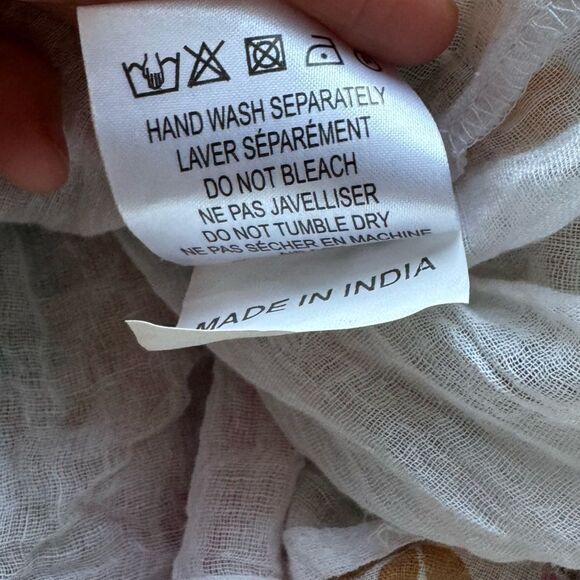 HAND WASH SEPARATELY
LAVER SÉPARÉMENT
DO NOT BLEACH
NE PAS JAVELLISER
DO NOT TUMBLE DRY
NE PAS SÉCHER EN MACHINE
MADE IN INDIA